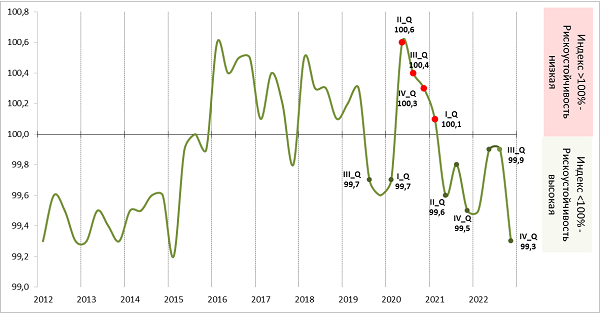 100,8
100,6
100,4
100,2
100,0
99,8
99,6
99,4
99,2
99,0
2012
2013
2014
2015
2016
2017
2018
2019
2020
2021
2022
III_Q
99,7
I_Q
99,7
II_Q
100,6
III_Q
100,4
IV_Q
100,3
I_Q
100,1
II_Q
99,6
IV_Q
99,5
III_Q
99,9
IV_Q
99,3
Индекс >100%-
Рискоустойчивость
низкая
Индекс <100%-
Рискоустойчивость
высокая